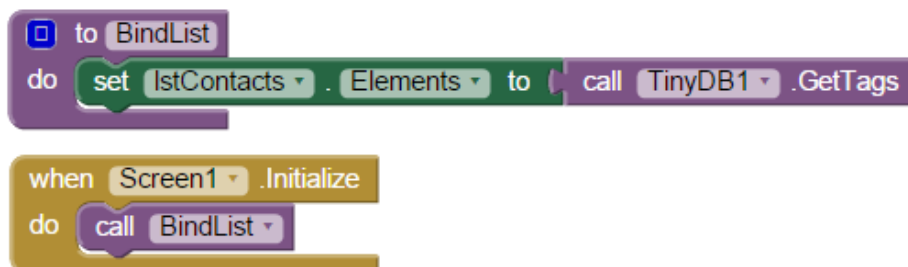 to BindList
do set lstContacts . Elements to call TinyDB1 .GetTags
when Screen1 .Initialize
do call BindList